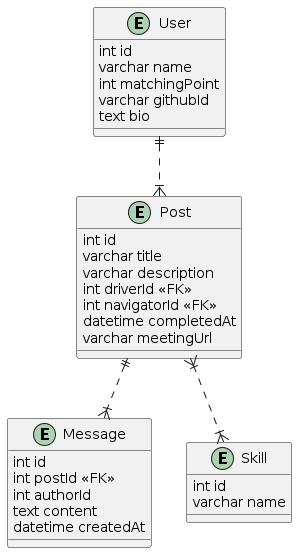 E User
int id
varchar name
int matchingPoint
varchar githubId
text bio
E Post
int id
varchar title
varchar description
int driverId «FK»
int navigatorId «FK»
datetime completedAt
varchar meetingUrl
E Message
int id
int postId «FK»
int authorId
text content
datetime createdAt
E Skill
int id
varchar name